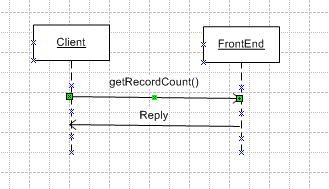 Client
FrontEnd
getRecordCount()
Reply